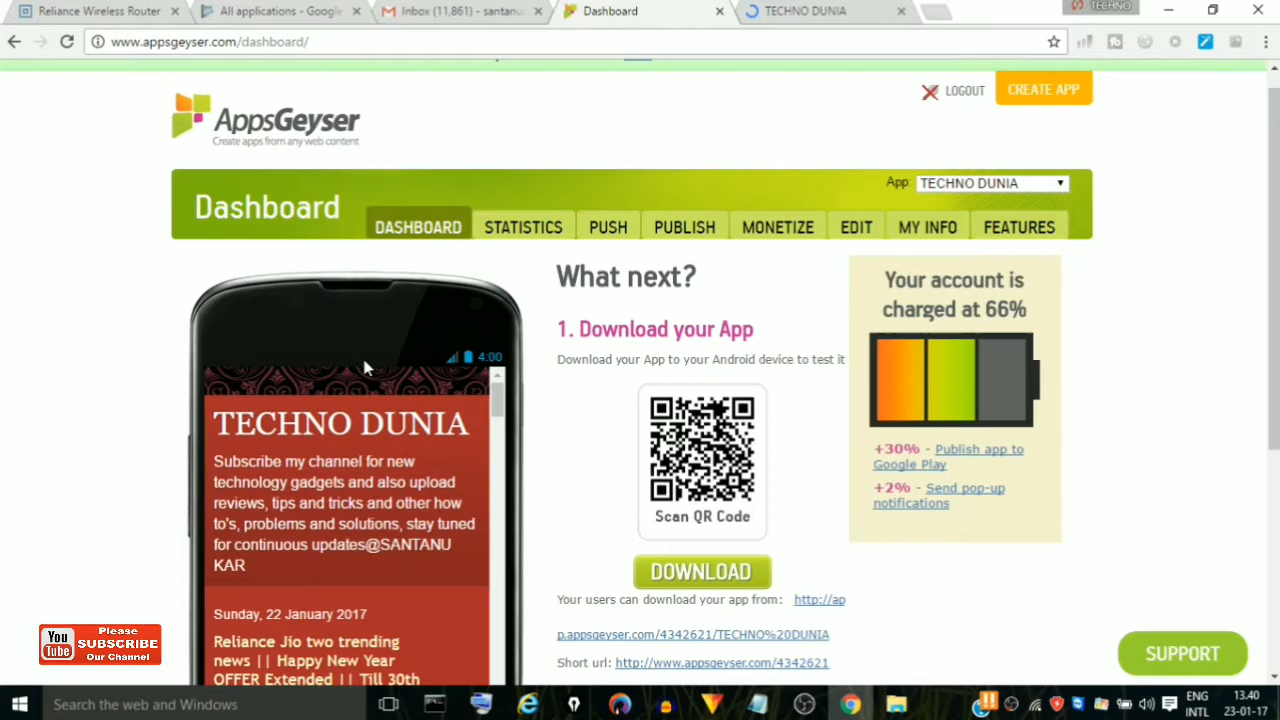 Reliance Wireless Router
All applications - Google
Inbox (11,861) - santanu
Dashboard
TECHNO DUNIA
TECHNO
www.appsgeyser.com/dashboard/
LOGOUT
CREATE APP
AppsGeyser
Create apps from any web content
App:
TECHNO DUNIA
Dashboard
DASHBOARD
STATISTICS
PUSH
PUBLISH
MONETIZE
EDIT
MY INFO
FEATURES
4:00
TECHNO DUNIA
Subscribe my channel for new
technology gadgets and also upload
reviews, tips and tricks and other how
to's, problems and solutions, stay tuned
for continuous updates@SANTANU
KAR
Sunday, 22 January 2017
Reliance Jio two trending
news || Happy New Year
OFFER Extended || Till 30th
What next?
1. Download your App
Download your App to your Android device to test it
Scan QR Code
DOWNLOAD
Your users can download your app from: http://ap
p.appsgeyser.com/4342621/TECHNO%20DUNIA
Short url: http://www.appsgeyser.com/4342621
Your account is
charged at 66%
+30% - Publish app to
Google Play
+2% - Send pop-up
notifications
SUPPORT
You
Tube
Please
SUBSCRIBE
Our Channel
Search the web and Windows
ENG
INTL
13.40
23-01-17